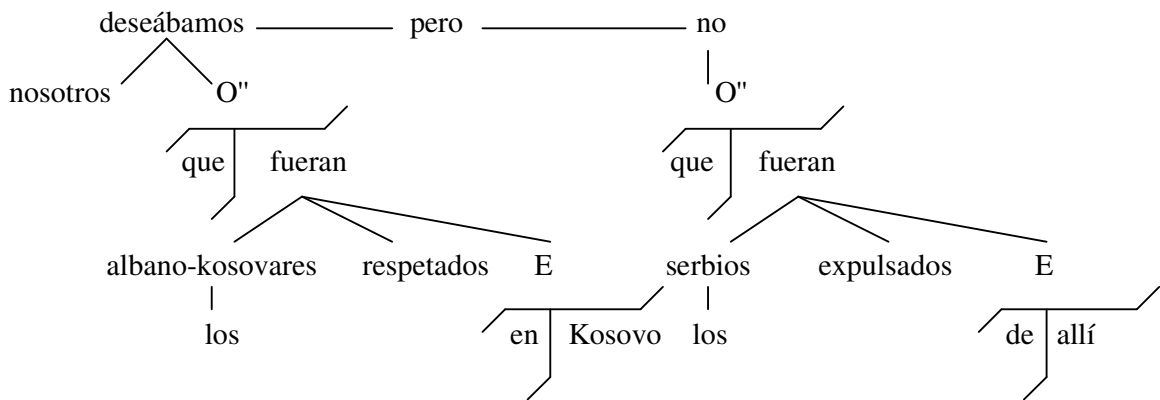 deseábamos pero no
nosotros O" O"
que fueran que fueran
albano-kosovares respetados E serbios expulsados E
los en Kosovo los de allí